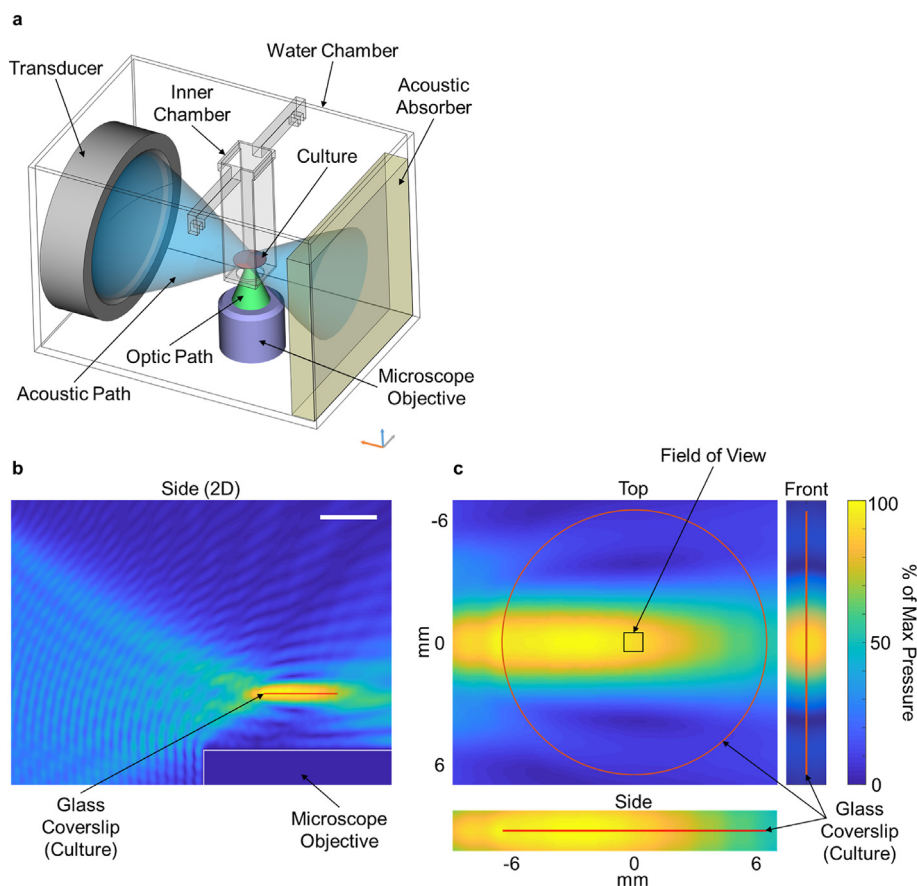 a
Water Chamber
Transducer
Acoustic
Absorber
Inner
Chamber
Culture
Optic Path
Microscope
Objective
Acoustic Path
b
Side (2D)
Glass
Coverslip
(Culture)
Microscope
Objective
c
Field of View
Top
Front
-6
mm
0
6
100
50
0
% of Max Pressure
Side
-6
0
6
mm
Glass
Coverslip
(Culture)